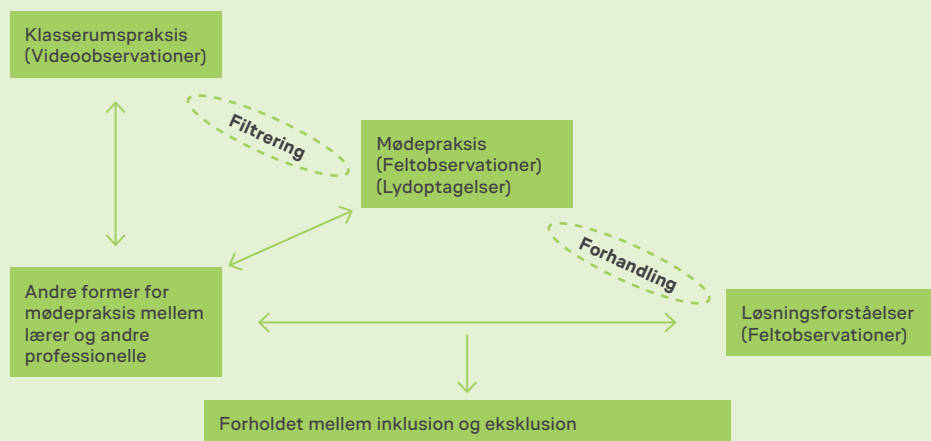 Klasserumspraksis
(Videoobservationer)
Filtrering
Mødepraksis
(Feltobservationer)
(Lydoptagelser)
Forhandling
Andre former for
mødepraksis mellem
lærer og andre
professionelle
Løsningsforståelser
(Feltobservationer)
Forholdet mellem inklusion og eksklusion